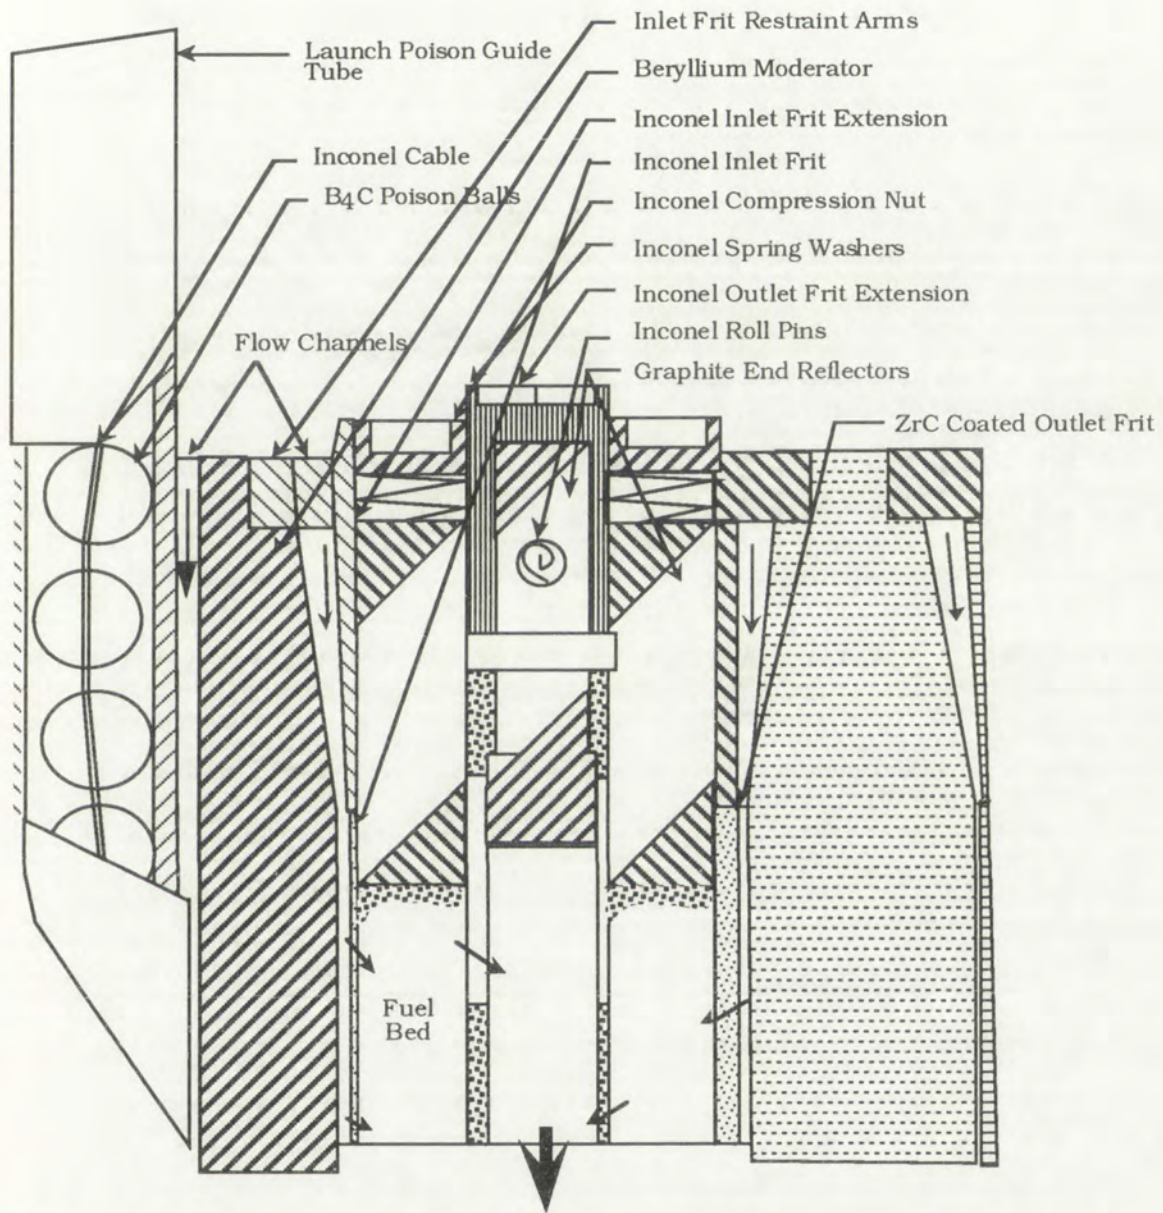 Inlet Frit Restraint Arms
Launch Poison Guide
Tube
Beryllium Moderator
Inconel Inlet Frit Extension
Inconel Cable
Inconel Inlet Frit
B4C Poison Balls
Inconel Compression Nut
Inconel Spring Washers
Inconel Outlet Frit Extension
Flow Channels
Inconel Roll Pins
Graphite End Reflectors
ZrC Coated Outlet Frit
Fuel
Bed